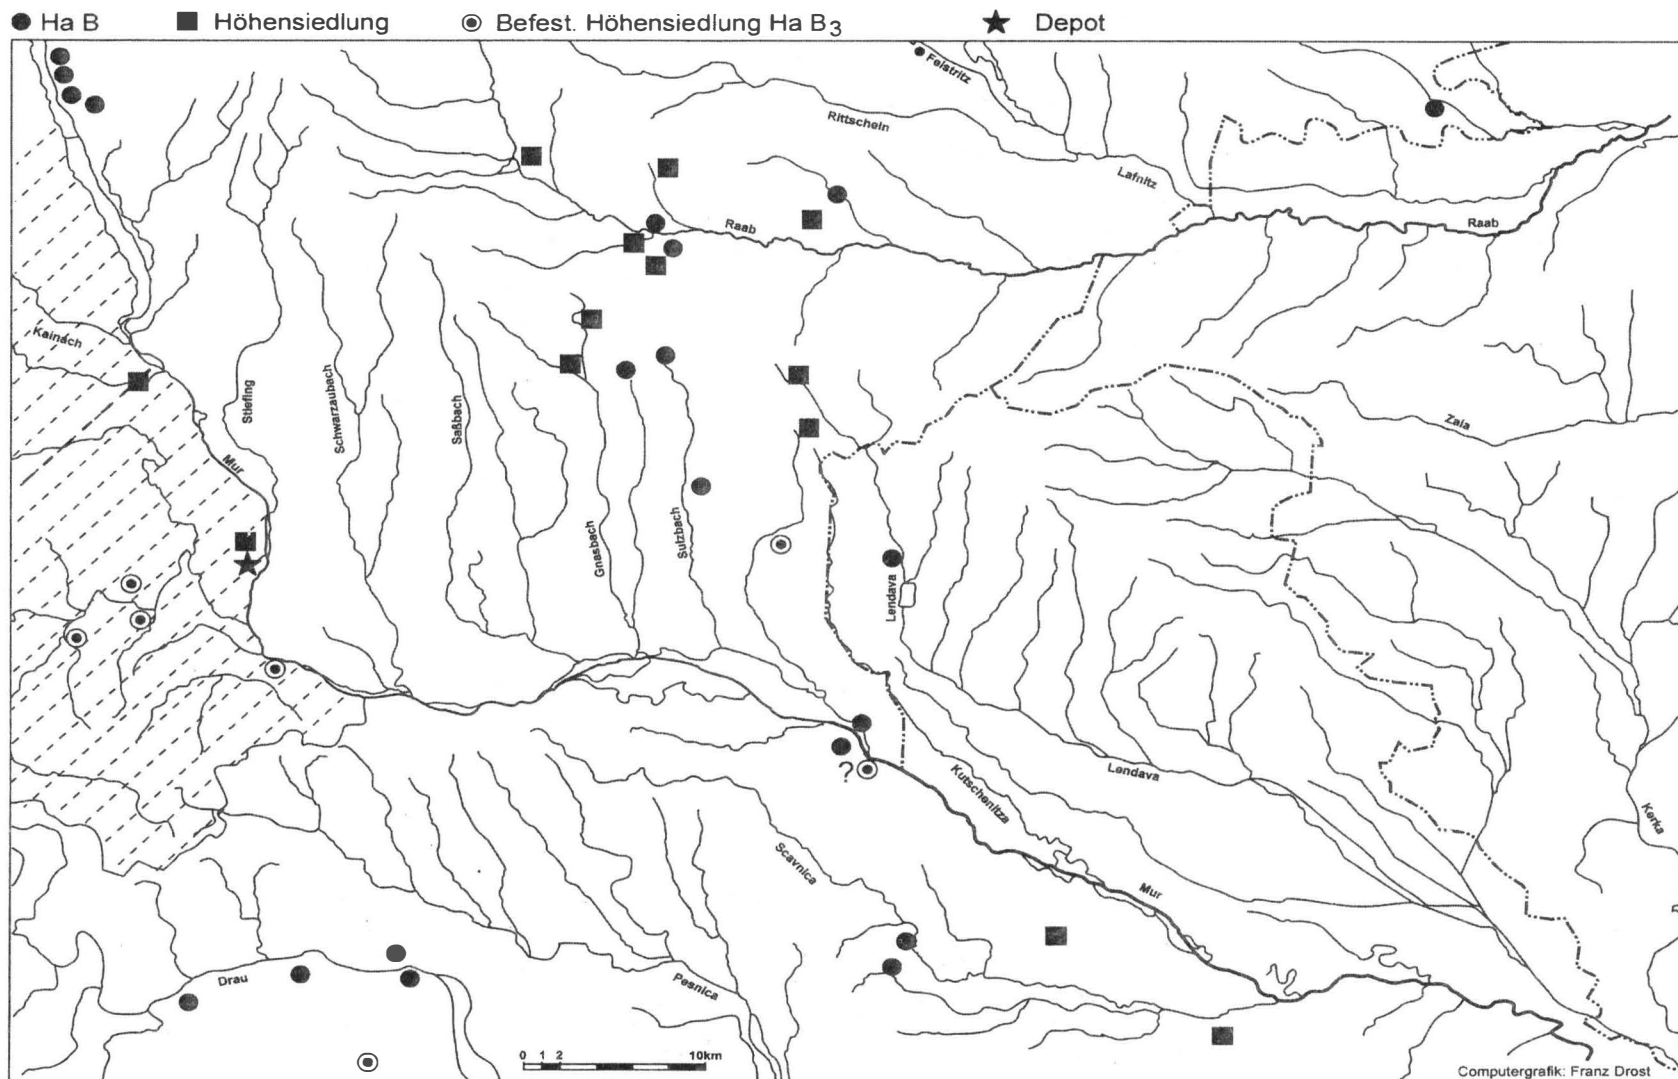 Ha B Höhensiedlung Befest. Höhensiedlung Ha B3 Depot
Feistritz
Rittschein
Lafnitz
Raab
Raab
Kainach
Stiefing
Schwarzaubach
Saßbach
Zala
Mur
Gnasbach
Sulzbach
Lendava
?
Kutschenitza
Lendava
Kerka
Scavnica
Mur
Drau
Pesnica
0 1 2 10km
Computergrafik: Franz Drost